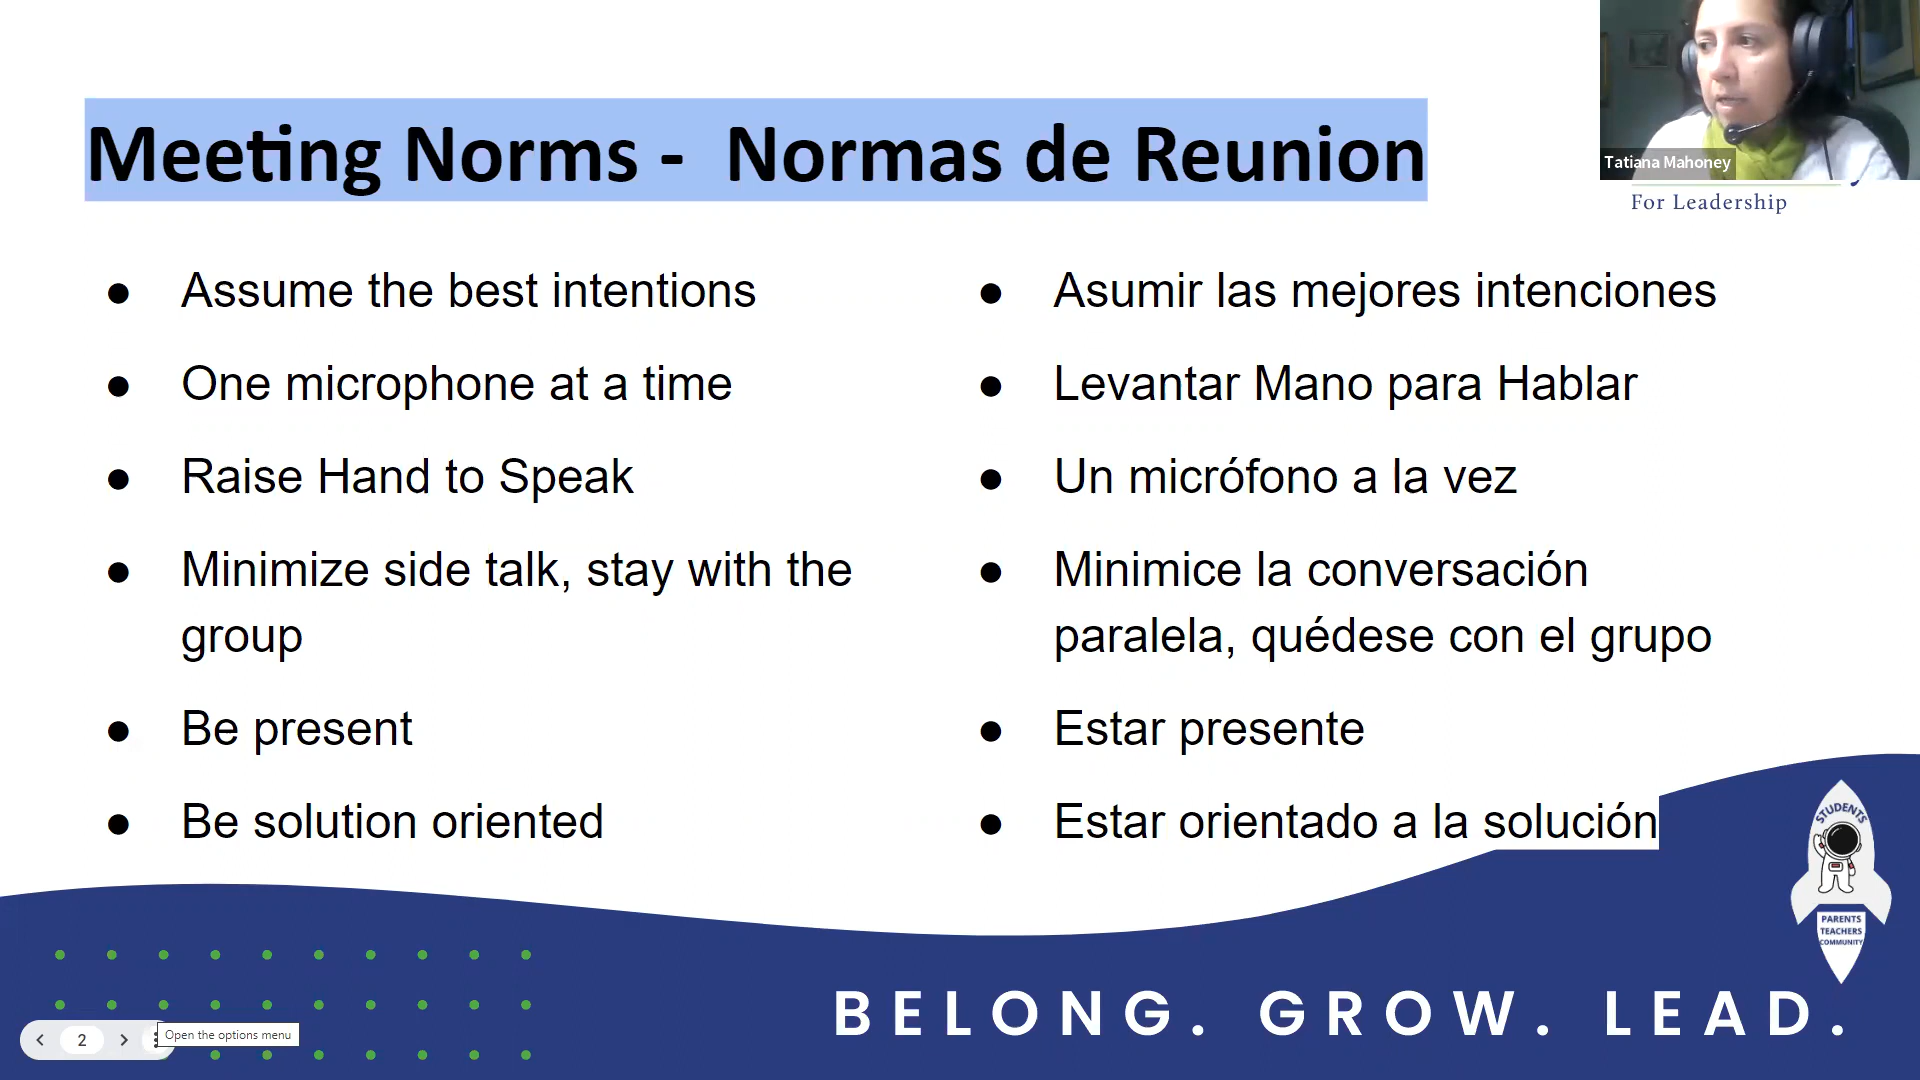 Meeting Norms -  Normas de Reunion
Tatiana Mahoney
For Leadership
● Assume the best intentions
● One microphone at a time
● Raise Hand to Speak
● Minimize side talk, stay with the
group
● Be present
● Be solution oriented
● Asumir las mejores intenciones
● Levantar Mano para Hablar
● Un micrófono a la vez
● Minimice la conversación
paralela, quédese con el grupo
● Estar presente
● Estar orientado a la solución
STUDENTS
PARENTS
TEACHERS
COMMUNITY
BELONG. GROW. LEAD.
2
Open the options menu